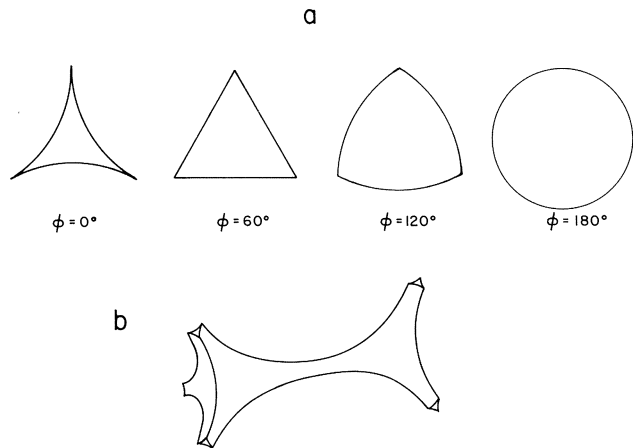 a
ϕ = 0° ϕ = 60° ϕ = 120° ϕ = 180°
b